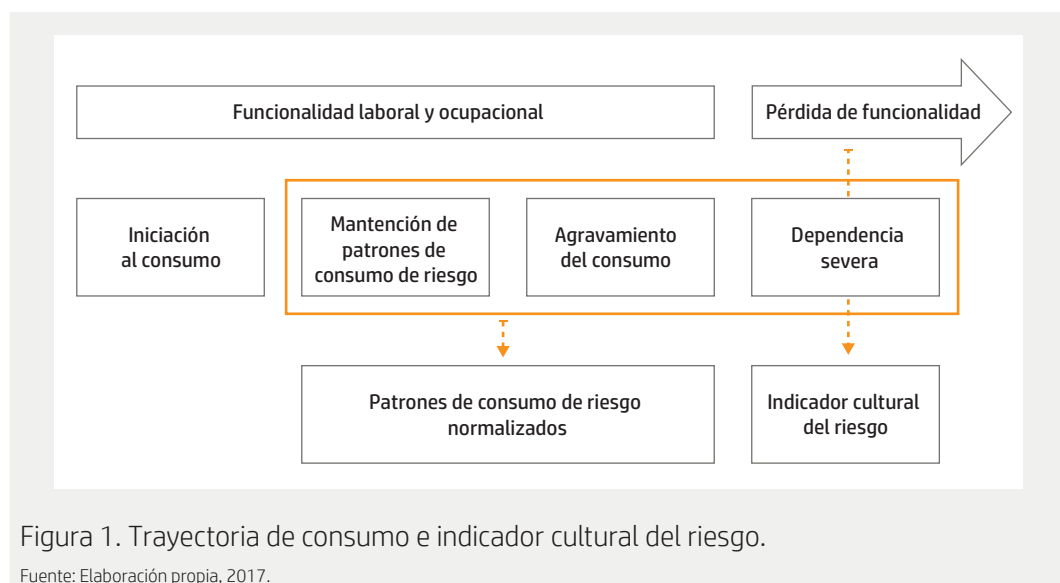 Funcionalidad laboral y ocupacional
Pérdida de funcionalidad
Iniciación
al consumo
Mantención de
patrones de
consumo de riesgo
Agravamiento
del consumo
Dependencia
severa
Patrones de consumo de riesgo
normalizados
Indicador cultural
del riesgo
Figura 1. Trayectoria de consumo e indicador cultural del riesgo.
Fuente: Elaboración propia, 2017.